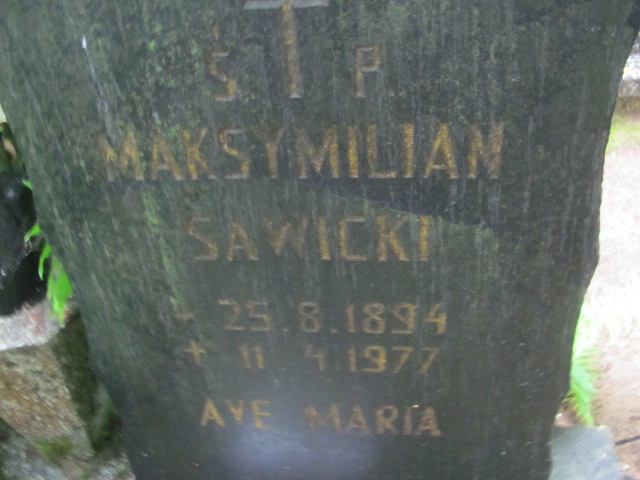 Ś. P.
MAKSYMILIAN
SAWICKI
* 25.8.1894
+ 11.4.1977
AVE MARIA